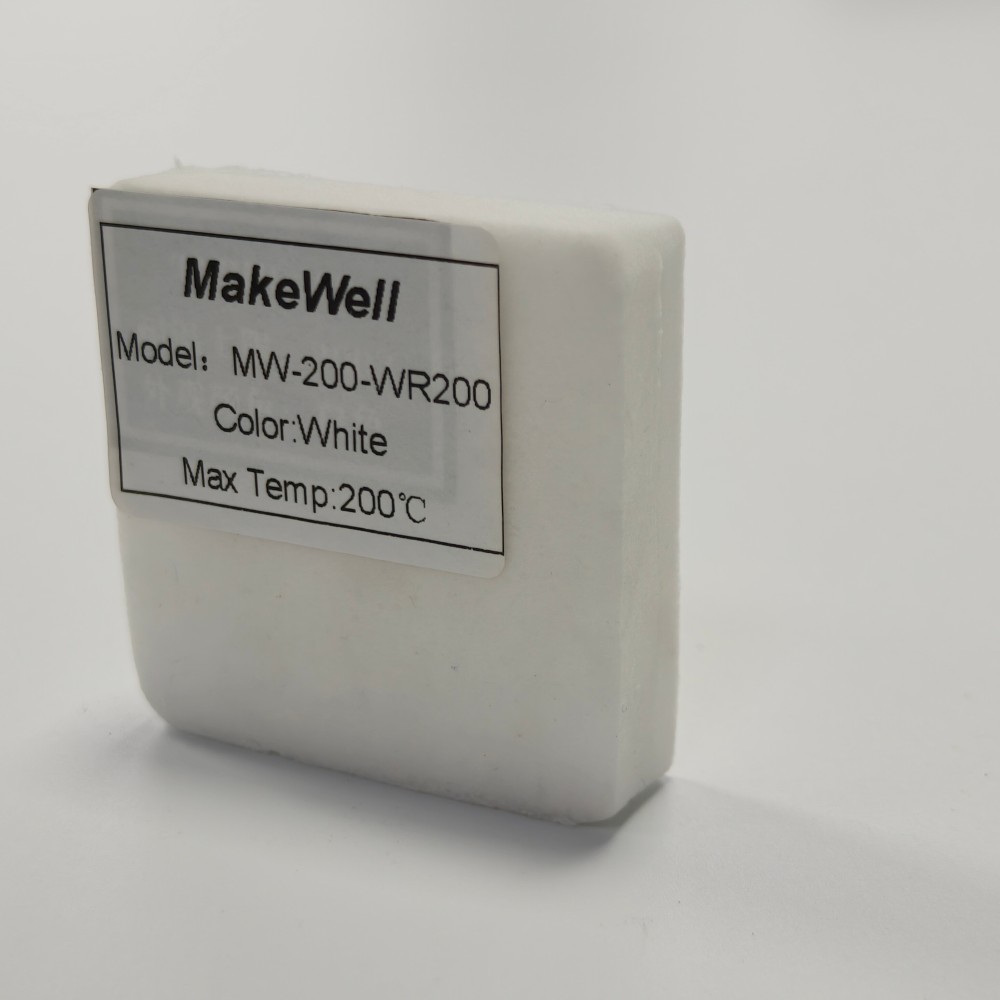 MakeWell
Model：MW-200-WR200
Color:White
Max Temp:200℃